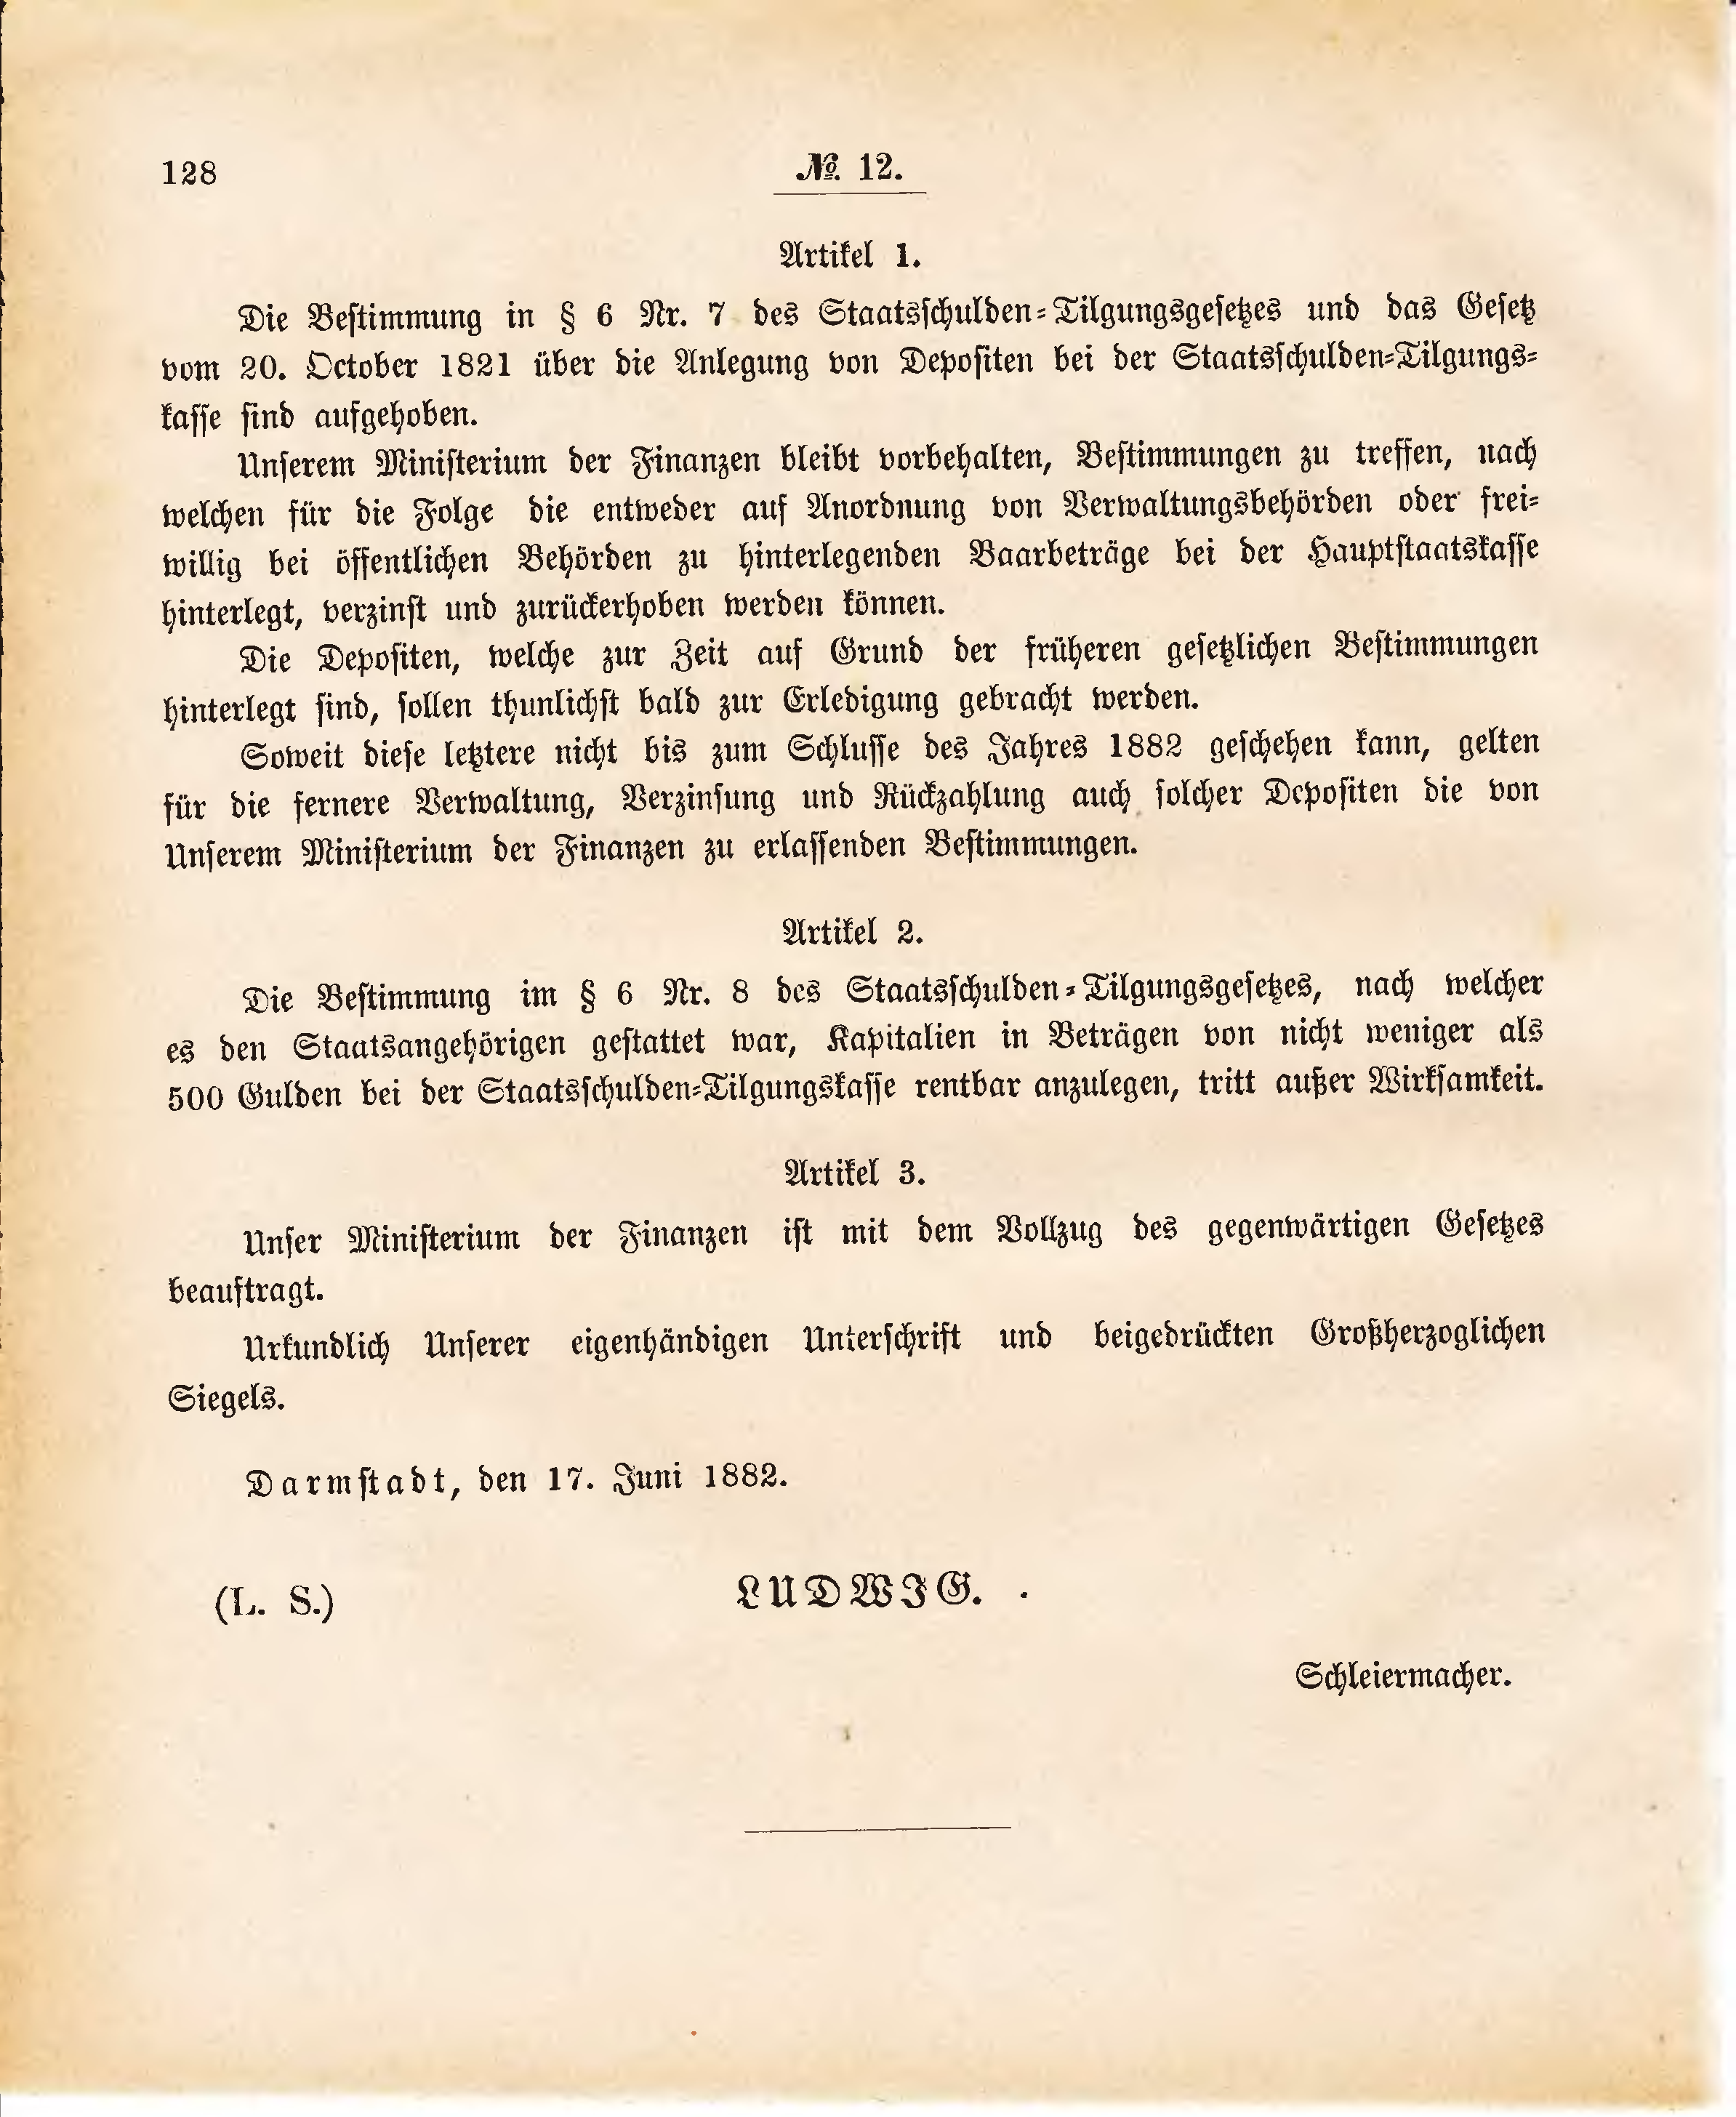 128
№. 12.
Artikel 1.
Die Bestimmung in § 6 Nr. 7 des Staatsschulden-Tilgungsgesetzes und das Gesetz
vom 20. October 1821 über die Anlegung von Depositen bei der Staatsschulden-Tilgungs-
kasse sind aufgehoben.
Unserem Ministerium der Finanzen bleibt vorbehalten, Bestimmungen zu treffen, nach
welchen für die Folge die entweder auf Anordnung von Verwaltungsbehörden oder frei-
willig bei öffentlichen Behörden zu hinterlegenden Baarbeträge bei der Hauptstaatskasse
hinterlegt, verzinst und zurückerhoben werden können.
Die Depositen, welche zur Zeit auf Grund der früheren gesetzlichen Bestimmungen
hinterlegt sind, sollen thunlichst bald zur Erledigung gebracht werden.
Soweit diese letztere nicht bis zum Schlusse des Jahres 1882 geschehen kann, gelten
für die fernere Verwaltung, Verzinsung und Rückzahlung auch solcher Depositen die von
Unserem Ministerium der Finanzen zu erlassenden Bestimmungen.
Artikel 2.
Die Bestimmung im § 6 Nr. 8 des Staatsschulden-Tilgungsgesetzes, nach welcher
es den Staatsangehörigen gestattet war, Kapitalien in Beträgen von nicht weniger als
500 Gulden bei der Staatsschulden-Tilgungskasse rentbar anzulegen, tritt außer Wirksamkeit.
Artikel 3.
Unser Ministerium der Finanzen ist mit dem Vollzug des gegenwärtigen Gesetzes
beauftragt.
Urkundlich Unserer eigenhändigen Unterschrift und beigedrückten Großherzoglichen
Siegels.
Darmstadt, den 17. Juni 1882.
(L. S.) LUDWIG.
Schleiermacher.